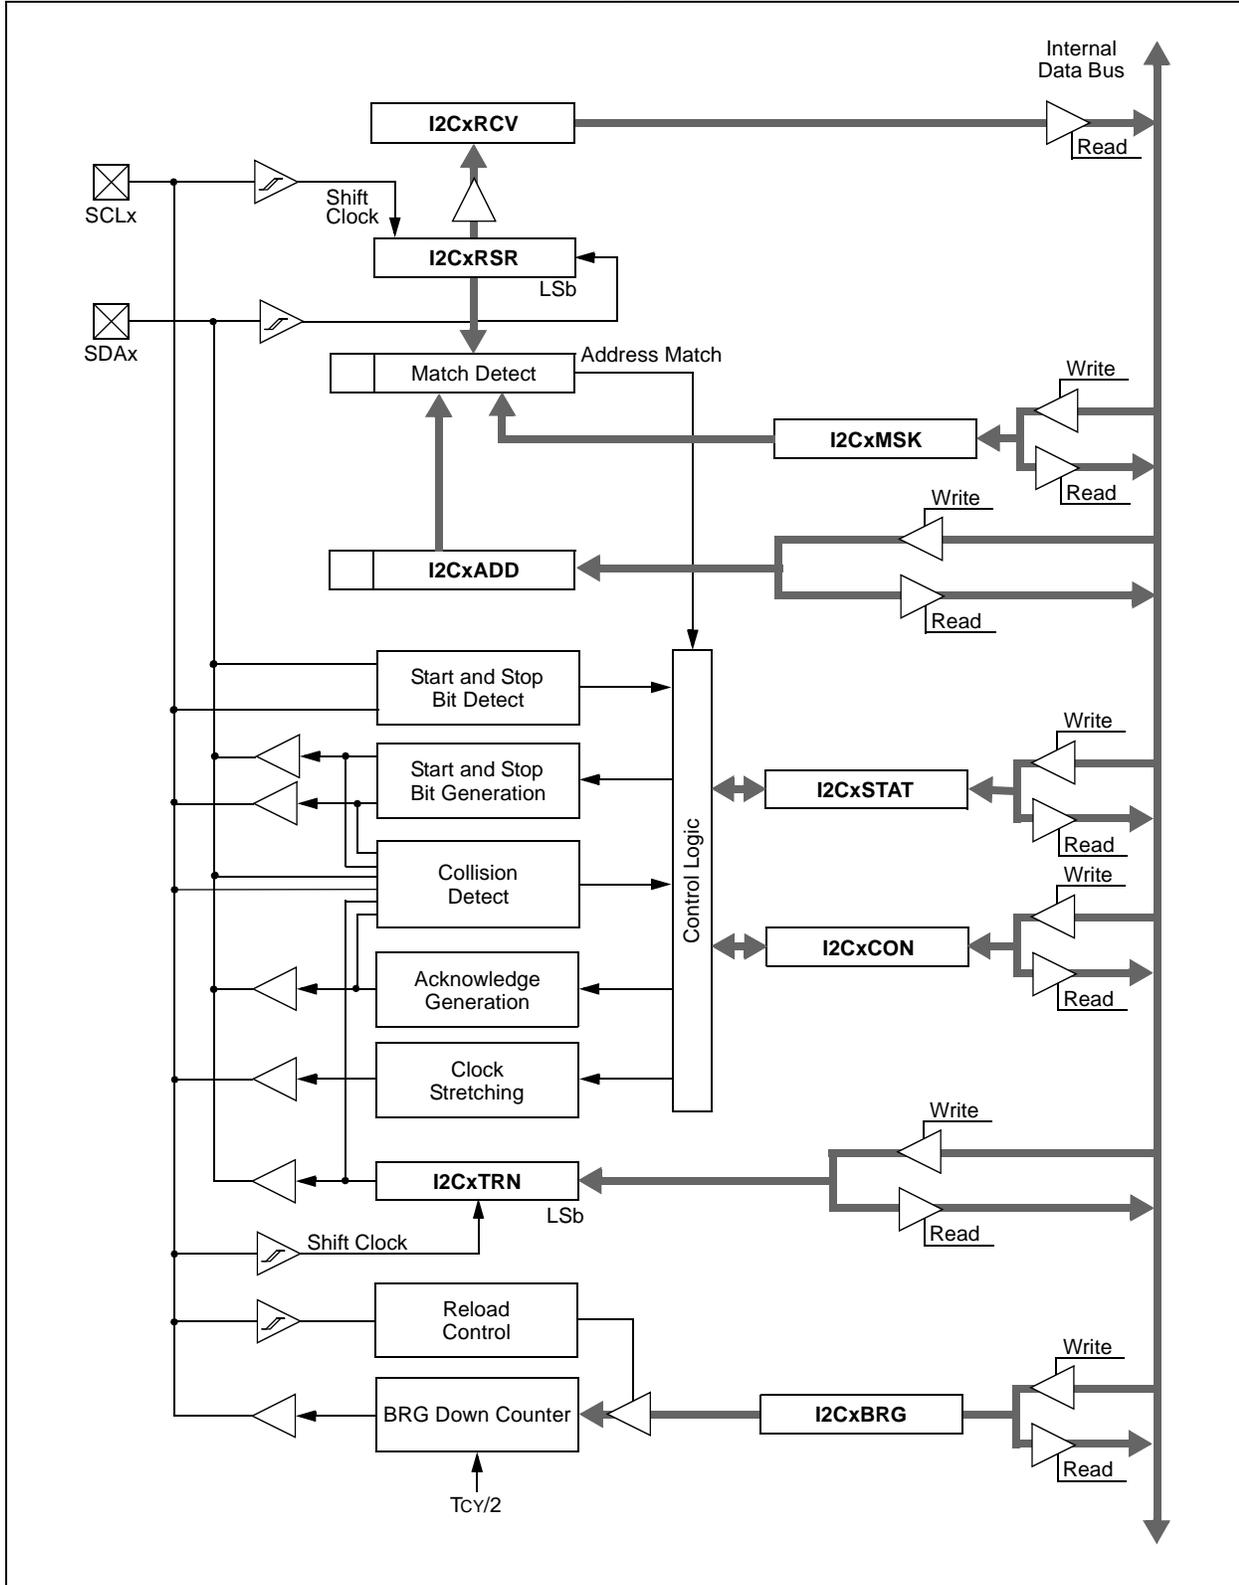 Internal
Data Bus
I2CxRCV
Read
SCLx
Shift
Clock
I2CxRSR
LSb
SDAx
Address Match
Match Detect
Write
I2CxMSK
Read
Write
I2CxADD
Read
Start and Stop
Bit Detect
Write
Start and Stop
Bit Generation
I2CxSTAT
Read
Control Logic
Collision
Detect
Write
I2CxCON
Read
Acknowledge
Generation
Clock
Stretching
Write
I2CxTRN
LSb
Read
Shift Clock
Reload
Control
Write
BRG Down Counter
I2CxBRG
Read
TCY/2